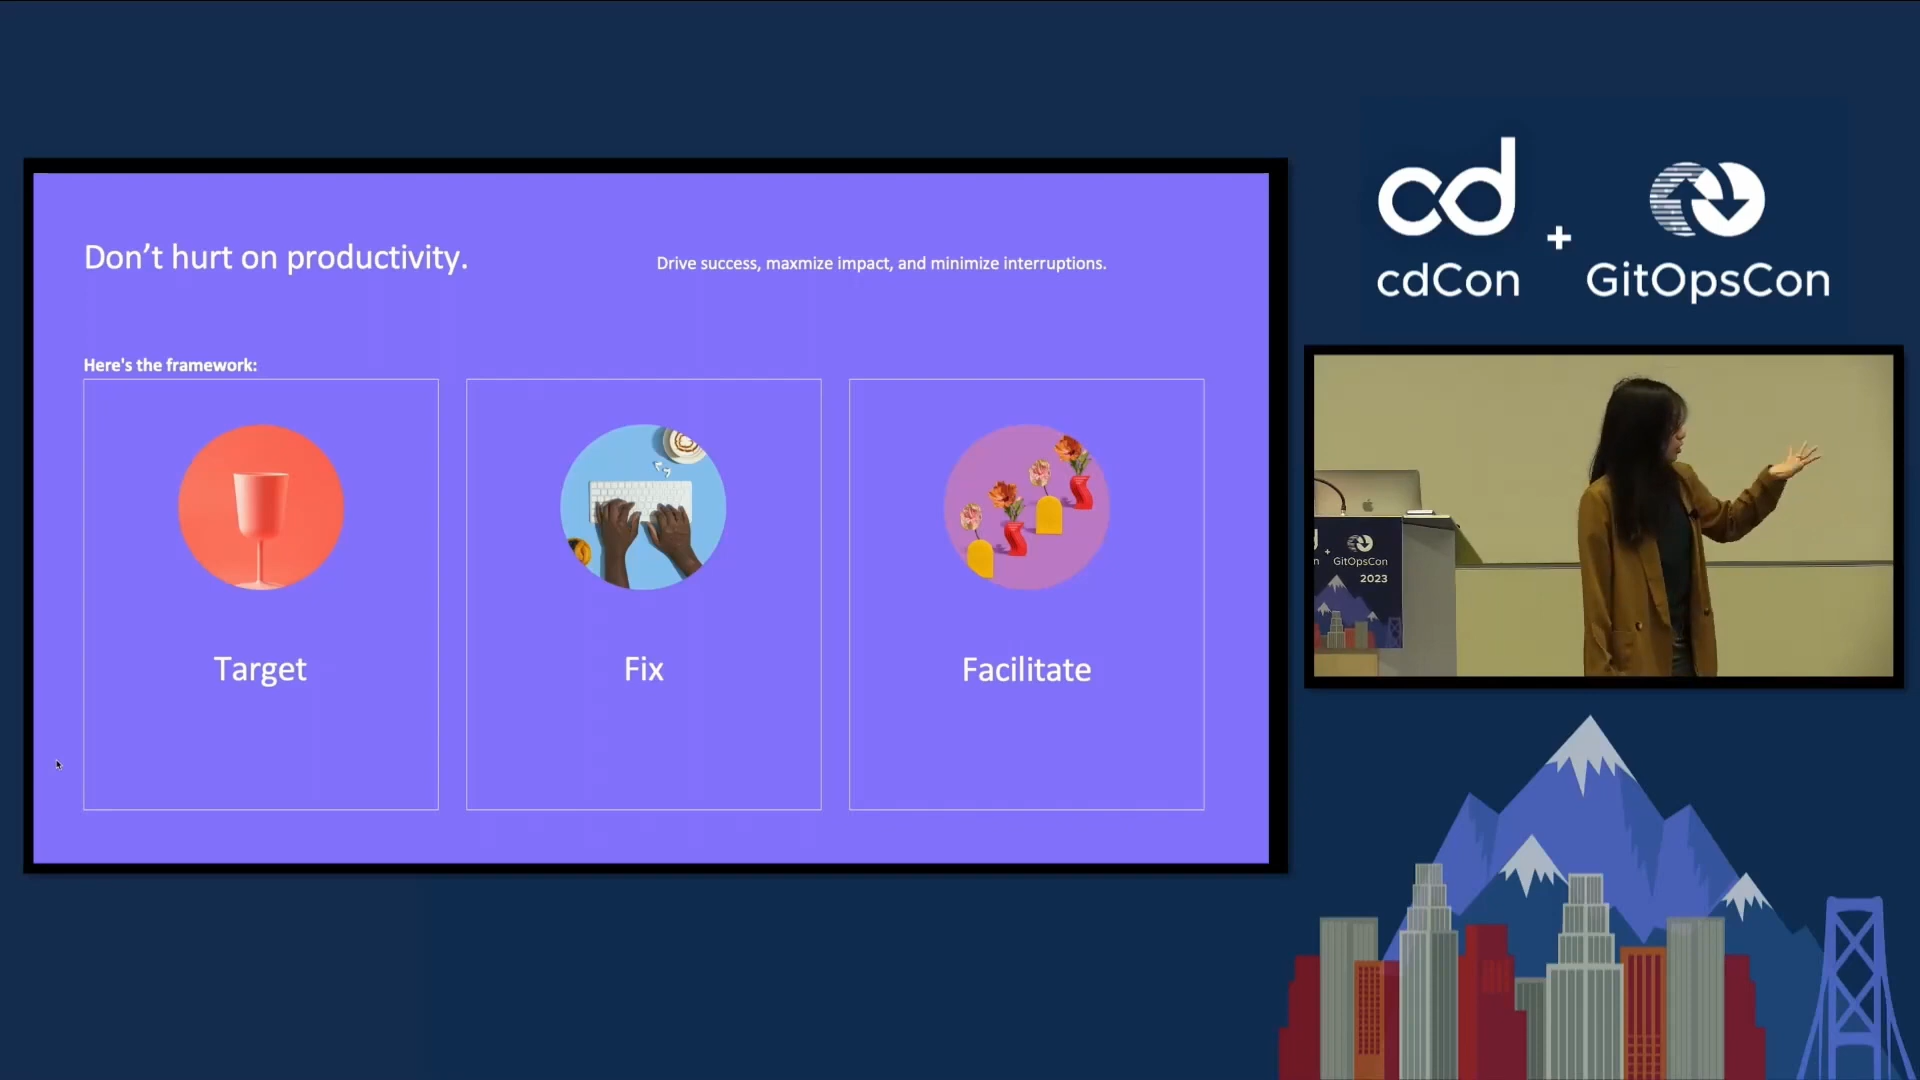 Don't hurt on productivity.
Drive success, maxmize impact, and minimize interruptions.
Here's the framework:
Target
Fix
Facilitate
cd
cdCon
+
GitOpsCon
+
GitOpsCon
2023